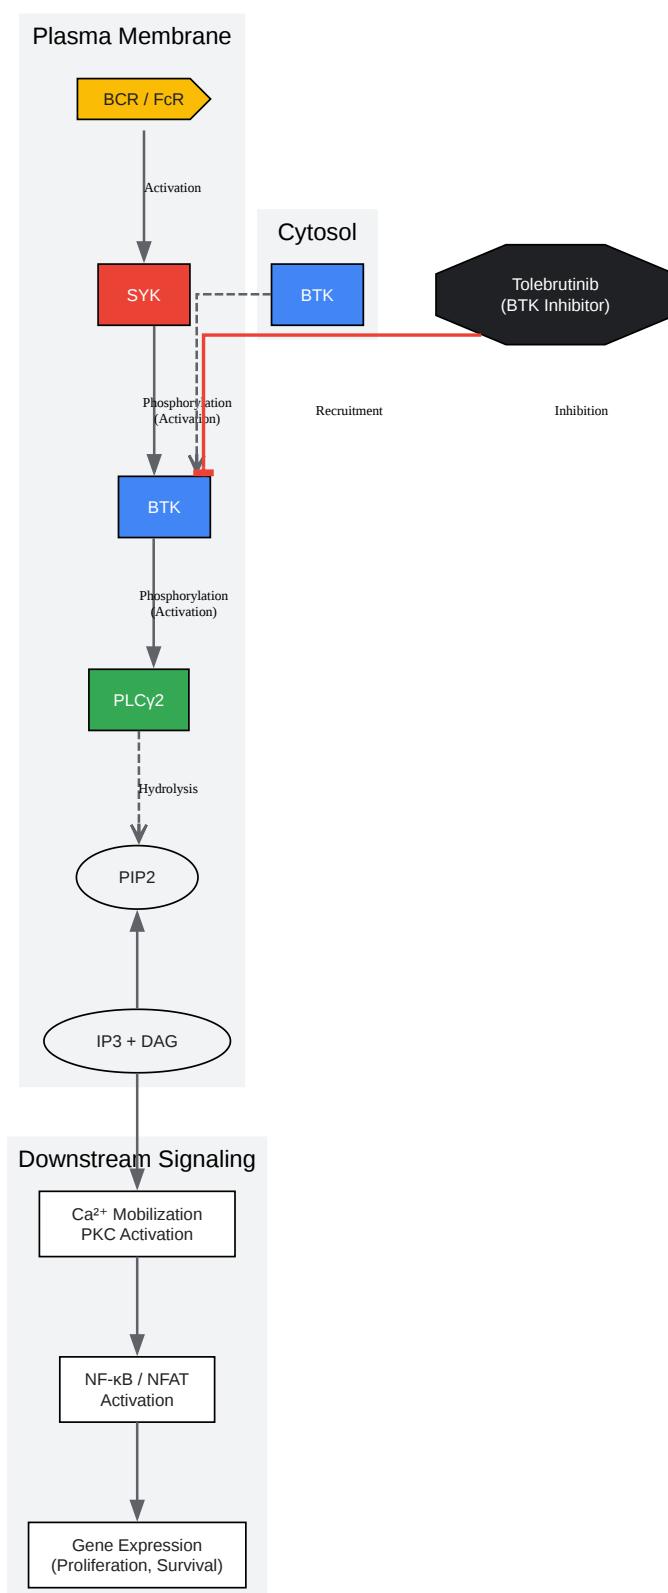 Plasma Membrane
BCR / FcR
Activation
Cytosol
SYK
BTK
Tolebrutinib
(BTK Inhibitor)
Phosphorylation
(Activation)
Recruitment
Inhibition
BTK
Phosphorylation
(Activation)
PLCγ2
Hydrolysis
PIP2
IP3 + DAG
Downstream Signaling
Ca²⁺ Mobilization
PKC Activation
NF-κB / NFAT
Activation
Gene Expression
(Proliferation, Survival)